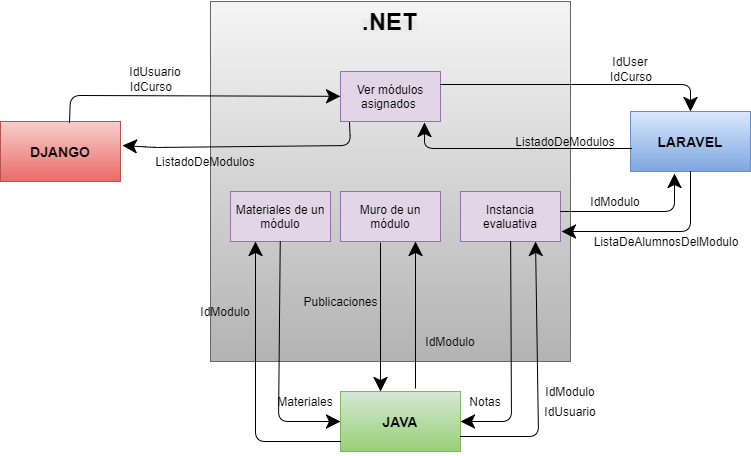 .NET
IdUsuario
IdCurso
IdUser
IdCurso
Ver módulos
asignados
DJANGO
ListadoDeModulos
ListadoDeModulos
LARAVEL
Materiales de un
módulo
Muro de un
módulo
Instancia
evaluativa
IdModulo
ListaDeAlumnosDelModulo
IdModulo
Publicaciones
IdModulo
Materiales
JAVA
Notas
IdModulo
IdUsuario